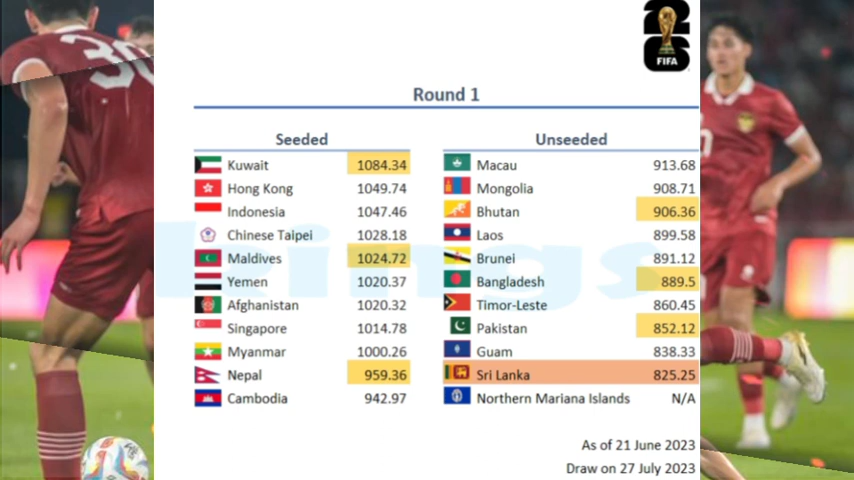 30
26
FIFA
Round 1
Seeded Unseeded
Kuwait 1084.34 Macau 913.68
Hong Kong 1049.74 Mongolia 908.71
Indonesia 1047.46 Bhutan 906.36
Chinese Taipei 1028.18 Laos 899.58
Maldives 1024.72 Brunei 891.12
Yemen 1020.37 Bangladesh 889.5
Afghanistan 1020.32 Timor-Leste 860.45
Singapore 1014.78 Pakistan 852.12
Myanmar 1000.26 Guam 838.33
Nepal 959.36 Sri Lanka 825.25
Cambodia 942.97 Northern Mariana Islands N/A
kings
As of 21 June 2023
Draw on 27 July 2023